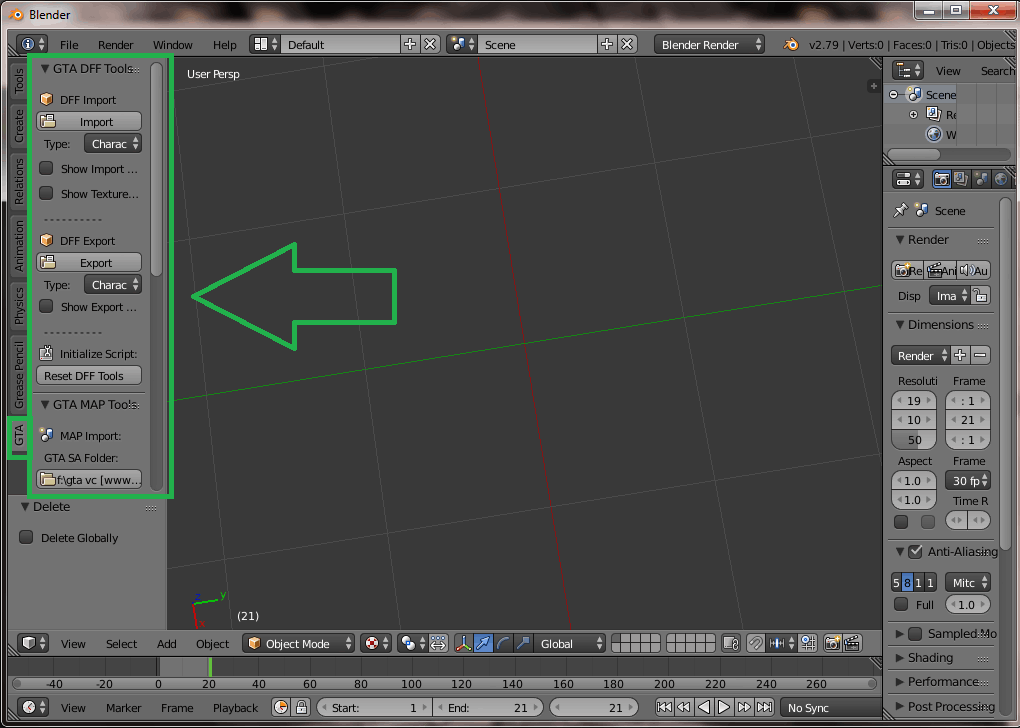 Blender
File Render Window Help Default Scene Blender Render v2.79 | Verts:0 | Faces:0 | Tris:0 | Objects
Tools
Create
Relations
Animation
Physics
Grease Pencil
GTA
GTA DFF Tools
DFF Import
Import
Type: Charac
Show Import ...
Show Texture...
- - - - - - - - - -
DFF Export
Export
Type: Charac
Show Export ...
- - - - - - - - - -
Initialize Script:
Reset DFF Tools
GTA MAP Tools
MAP Import:
GTA SA Folder:
f:\gta vc [www...
Delete
Delete Globally
User Persp
z
y
x
(21)
View Search
Scene
Re
W
Scene
Render
Re Ani Au
Disp Ima
Dimensions
Render
Resoluti Frame
19 : 1
10 21
50 : 1
Aspect Frame
1.0 30 fp
1.0 Time R
Anti-Aliasing
5 8 1 1 Mitc
Full 1.0
Sampled Mo
Shading
Performance
Post Processing
View Select Add Object Object Mode Global
-40 -20 0 20 40 60 80 100 120 140 160 180 200 220 240 260
View Marker Frame Playback Start: 1 End: 21 21 No Sync